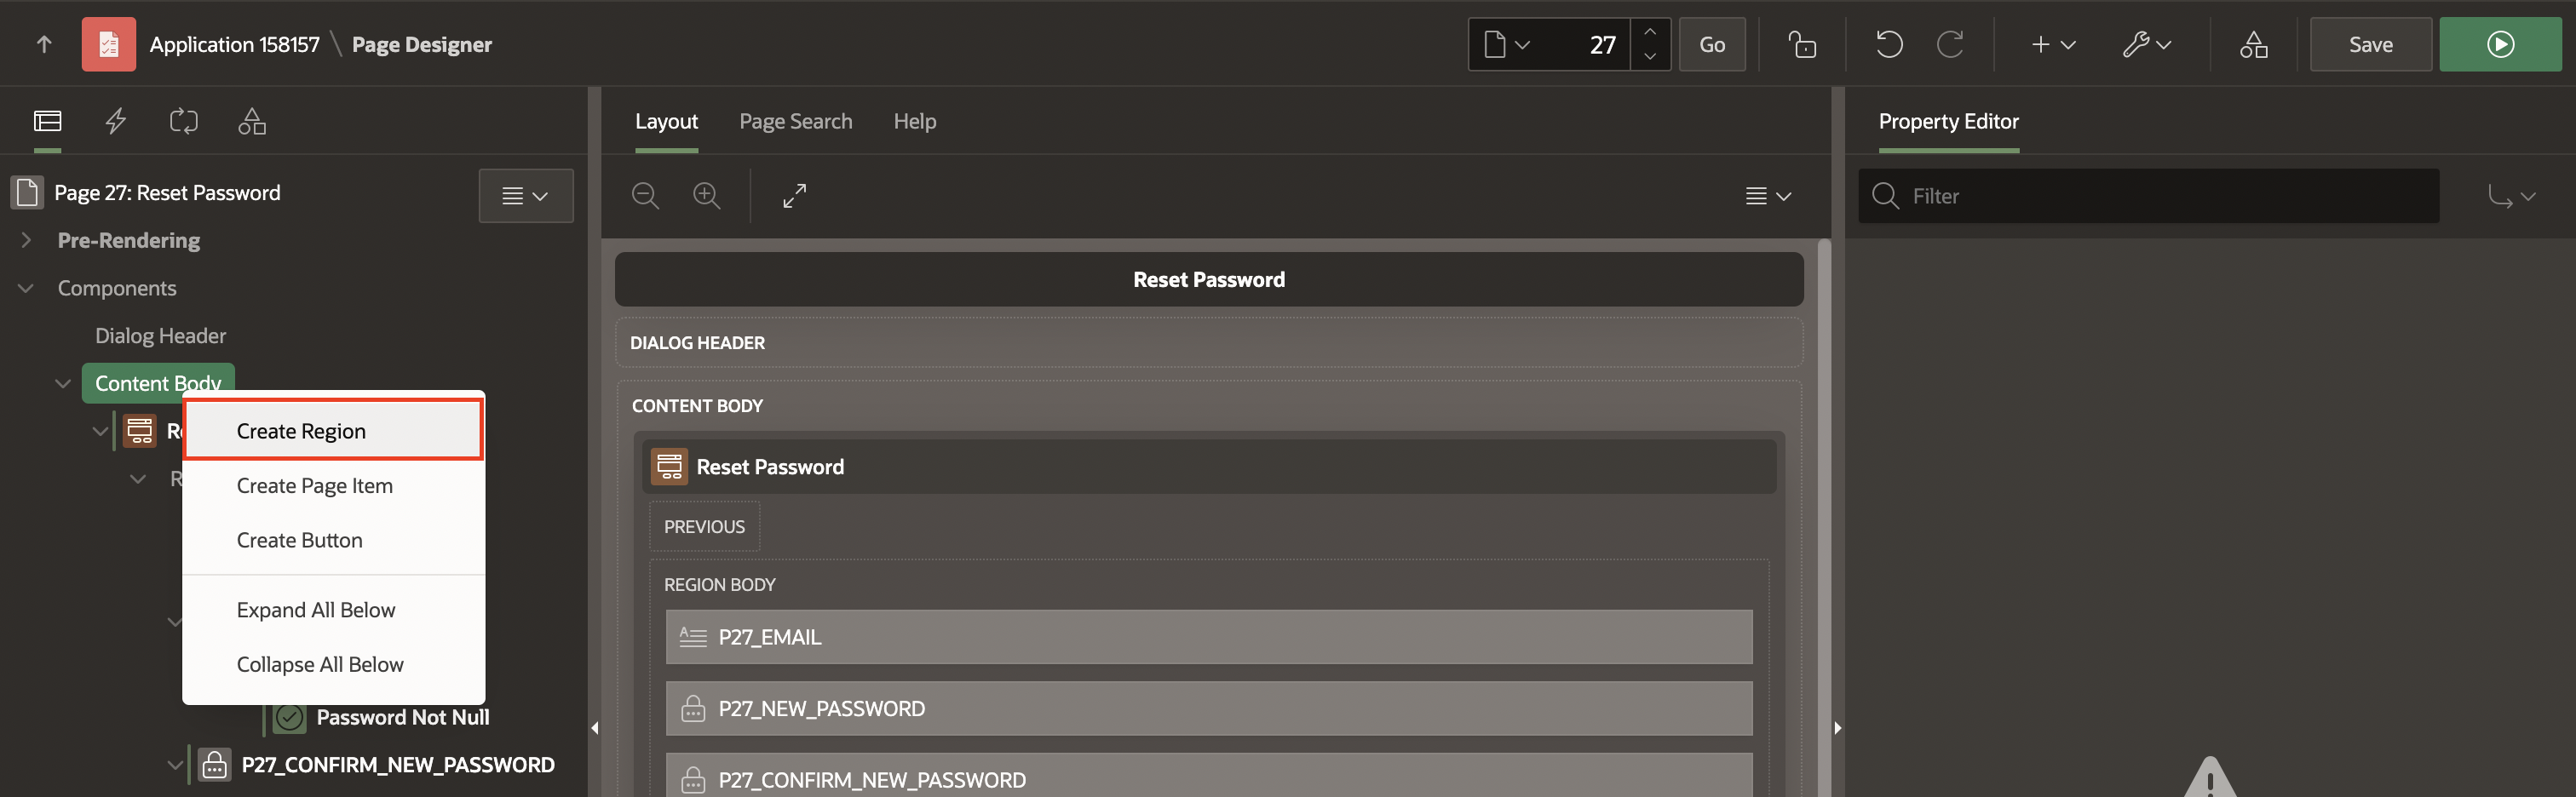 Application 158157 \ Page Designer
27
Go
Save
Layout
Page Search
Help
Property Editor
Page 27: Reset Password
Filter
Pre-Rendering
Components
Reset Password
Dialog Header
DIALOG HEADER
Content Body
CONTENT BODY
Create Region
Reset Password
Create Page Item
PREVIOUS
Create Button
REGION BODY
Expand All Below
P27_EMAIL
Collapse All Below
P27_NEW_PASSWORD
Password Not Null
P27_CONFIRM_NEW_PASSWORD
P27_CONFIRM_NEW_PASSWORD